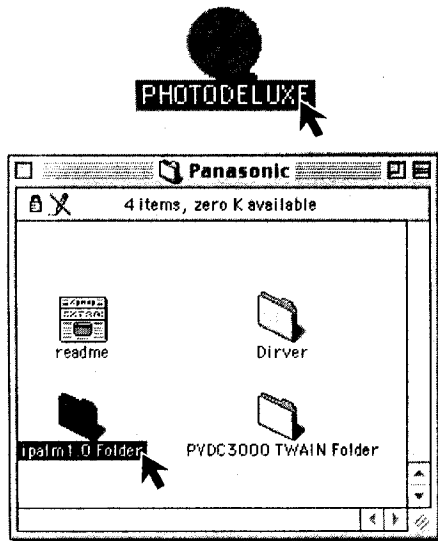 PHOTODELUXE
Panasonic
4 items, zero K available
readme
Dirver
ipalm1.0 Folder
PVDC3000 TWAIN Folder